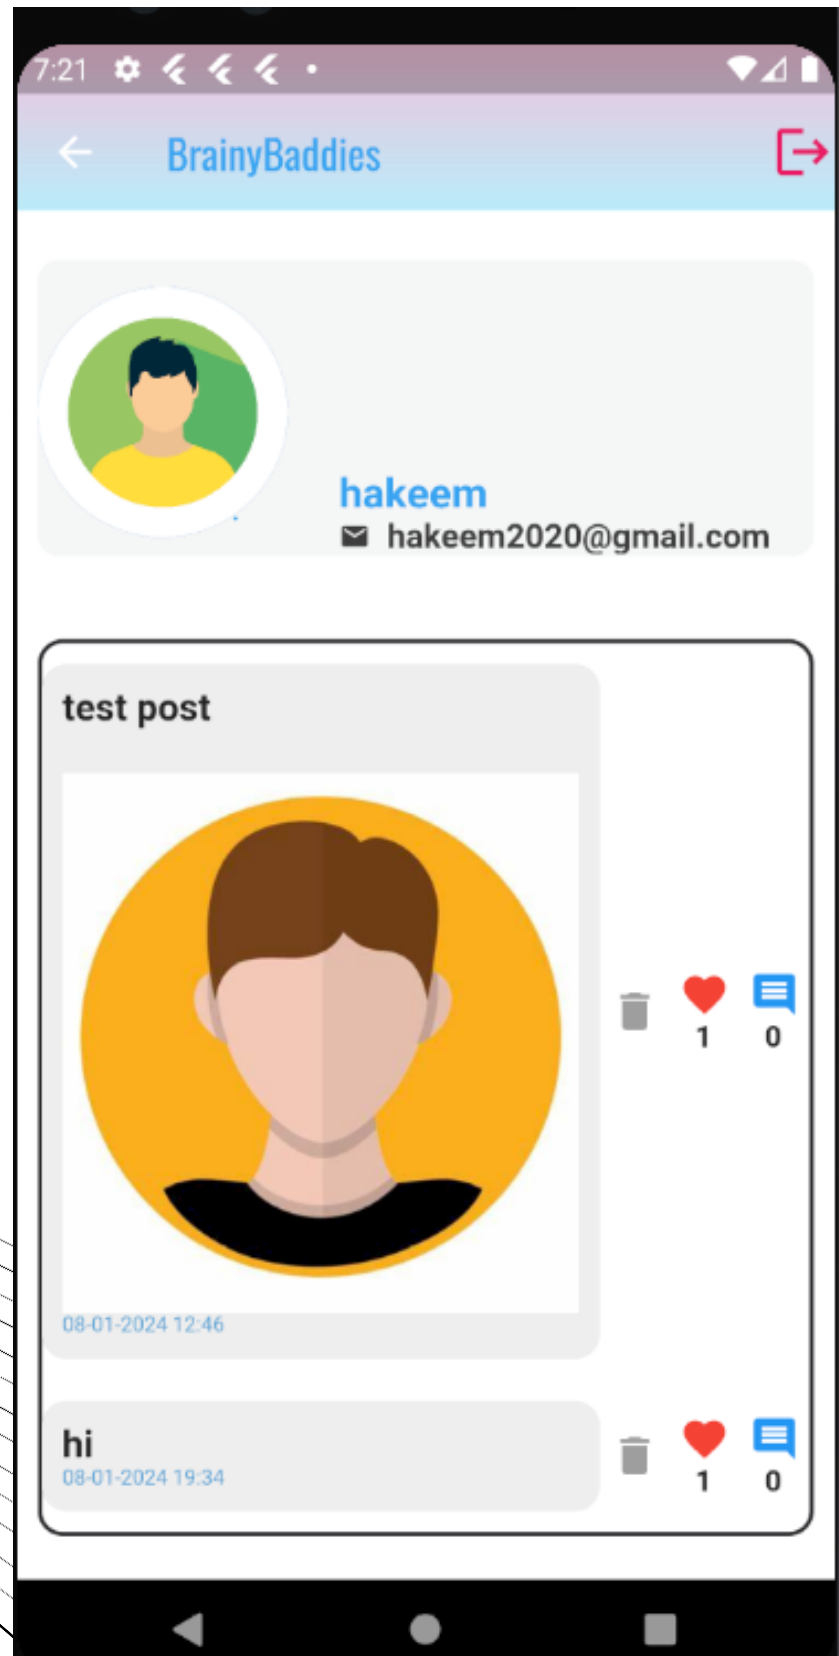 7:21
BrainyBaddies
hakeem
hakeem2020@gmail.com
test post
1
0
08-01-2024 12:46
hi
08-01-2024 19:34
1
0